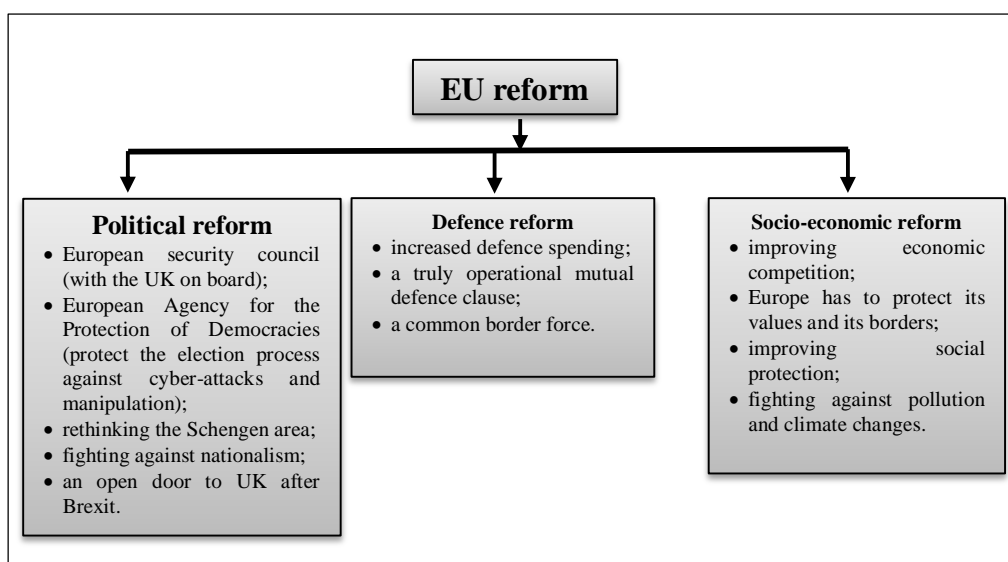 EU reform
Political reform
• European security council
(with the UK on board);
• European Agency for the
Protection of Democracies
(protect the election process
against cyber-attacks and
manipulation);
• rethinking the Schengen area;
• fighting against nationalism;
• an open door to UK after
Brexit.
Defence reform
• increased defence spending;
• a truly operational mutual
defence clause;
• a common border force.
Socio-economic reform
• improving economic
competition;
• Europe has to protect its
values and its borders;
• improving social
protection;
• fighting against pollution
and climate changes.